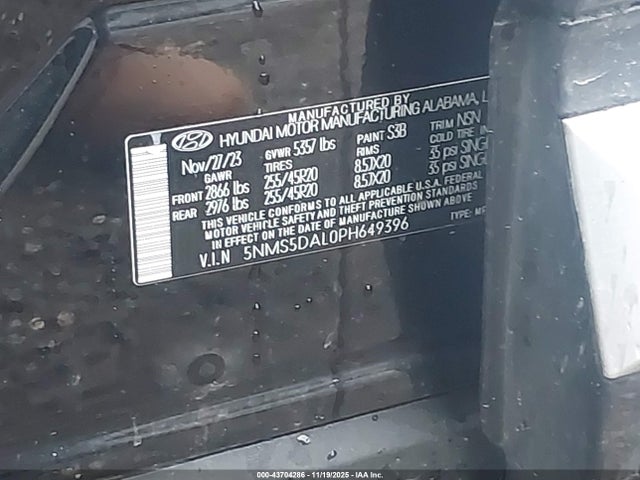 MANUFACTURED BY
HYUNDAI MOTOR MANUFACTURING ALABAMA, L
Nov/27/23 GVWR 5357 lbs PAINT S3B TRIM NSN
GAWR TIRES RIMS COLD TIRE IN
FRONT 2866 lbs 255/45R20 8.5JX20 35 psi SINGL
REAR 2976 lbs 255/45R20 8.5JX20 35 psi SINGL
THIS VEHICLE CONFORMS TO ALL APPLICABLE U.S.A. FEDERAL
MOTOR VEHICLE SAFETY AND THEFT PREVENTION STANDARDS
IN EFFECT ON THE DATE OF MANUFACTURE SHOWN ABOVE
V.I.N 5NMS5DAL0PH649396 TYPE: MP
000-43704286 - 11/19/2025 - IAA Inc.